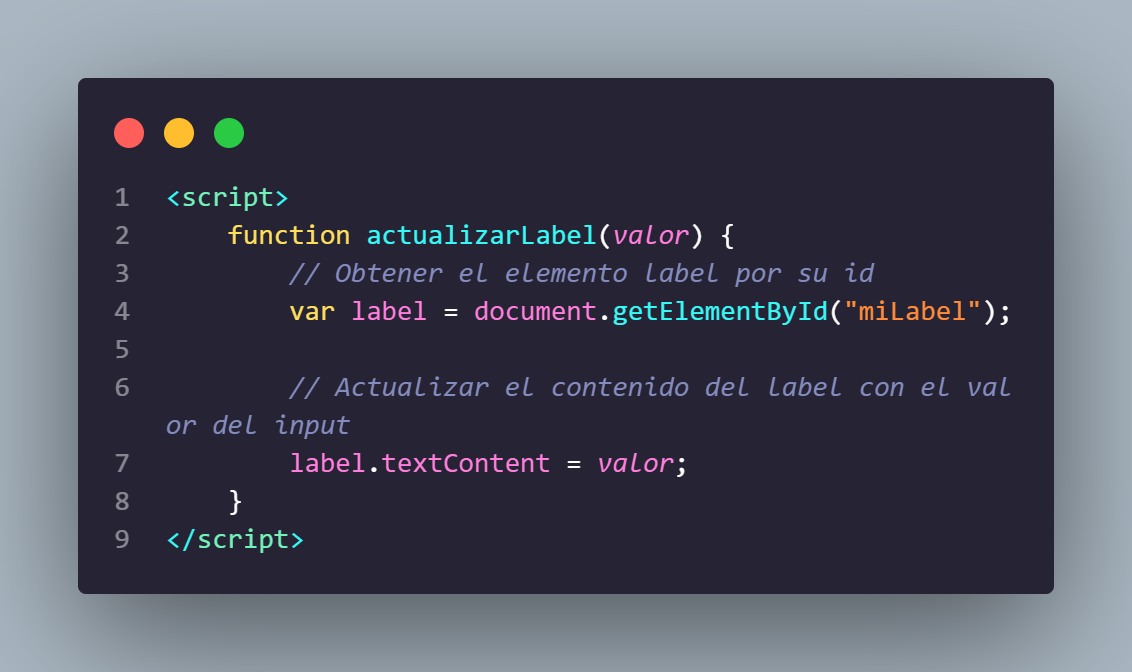 1 <script>
2     function actualizarLabel(valor) {
3         // Obtener el elemento label por su id
4         var label = document.getElementById("miLabel");
5
6         // Actualizar el contenido del label con el val
or del input
7         label.textContent = valor;
8     }
9 </script>